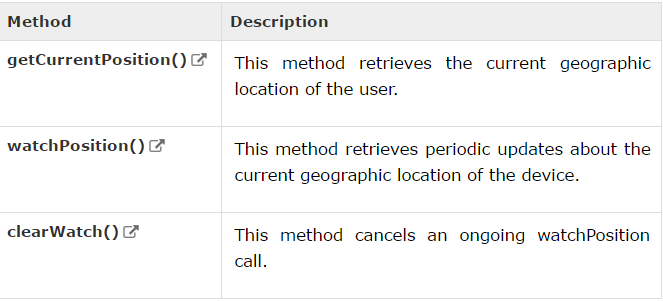 Method Description
getCurrentPosition() This method retrieves the current geographic
location of the user.
watchPosition() This method retrieves periodic updates about the
current geographic location of the device.
clearWatch() This method cancels an ongoing watchPosition
call.